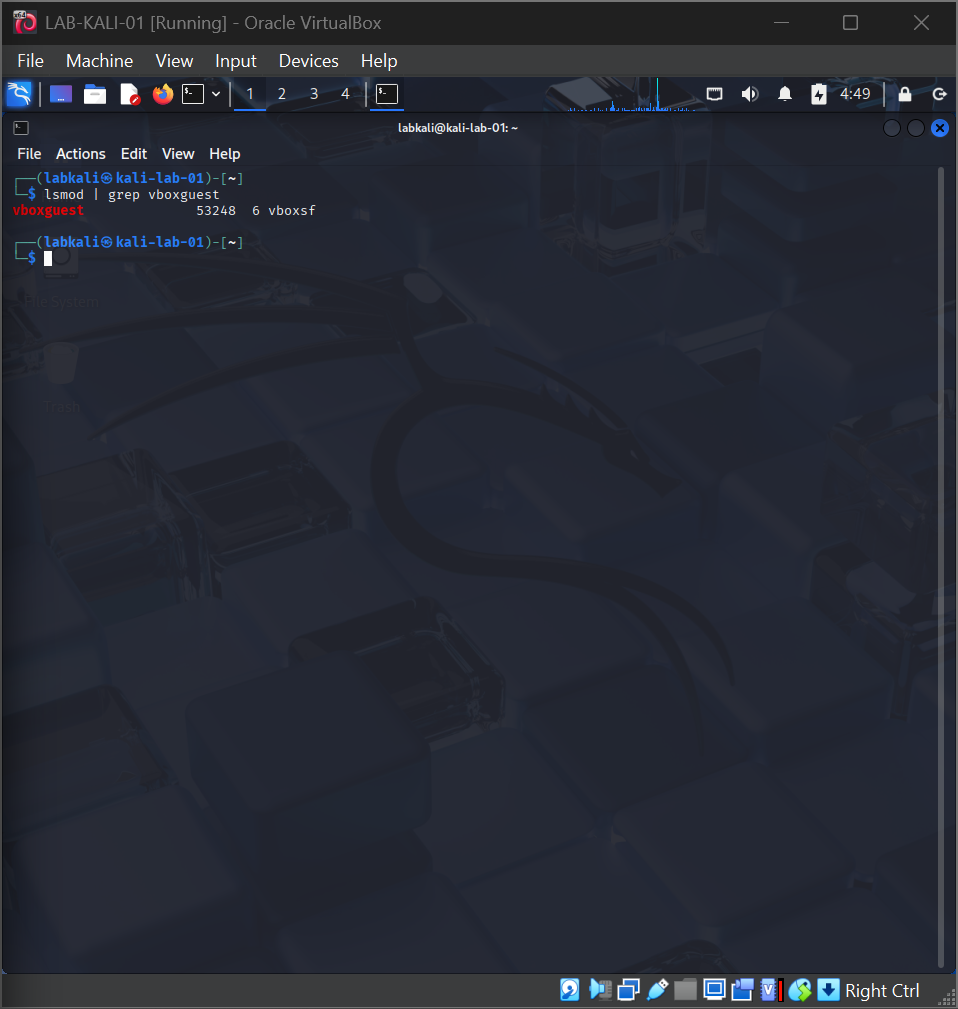 LAB-KALI-01 [Running] - Oracle VirtualBox
File Machine View Input Devices Help
1 2 3 4 4:49
labkali@kali-lab-01: ~
File Actions Edit View Help
┌──(labkali㉿kali-lab-01)-[~]
└─$ lsmod | grep vboxguest
vboxguest 53248 6 vboxsf
┌──(labkali㉿kali-lab-01)-[~]
└─$
File System
Trash
Right Ctrl